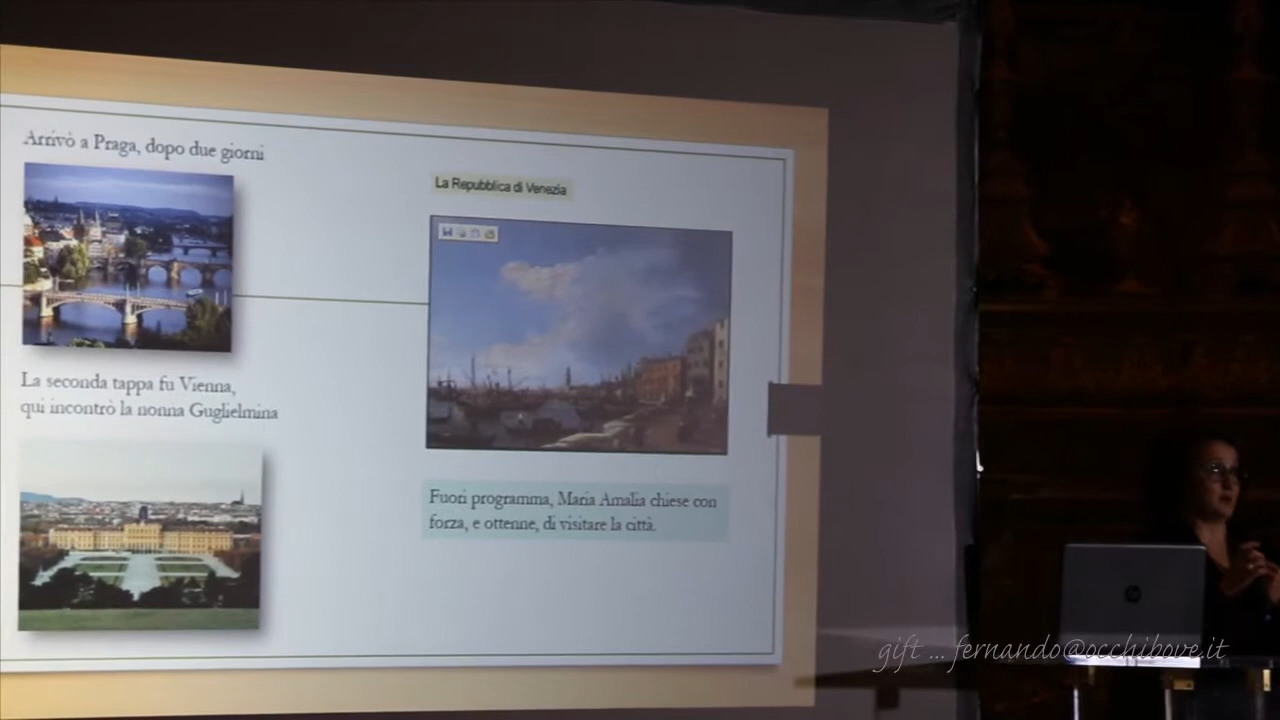 Arrivò a Praga, dopo due giorni
La seconda tappa fu Vienna,
qui incontrò la nonna Guglielmina
La Repubblica di Venezia
Fuori programma, Maria Amalia chiese con
forza, e ottenne, di visitare la città.
hp
gift ... fernando@occhibove.it